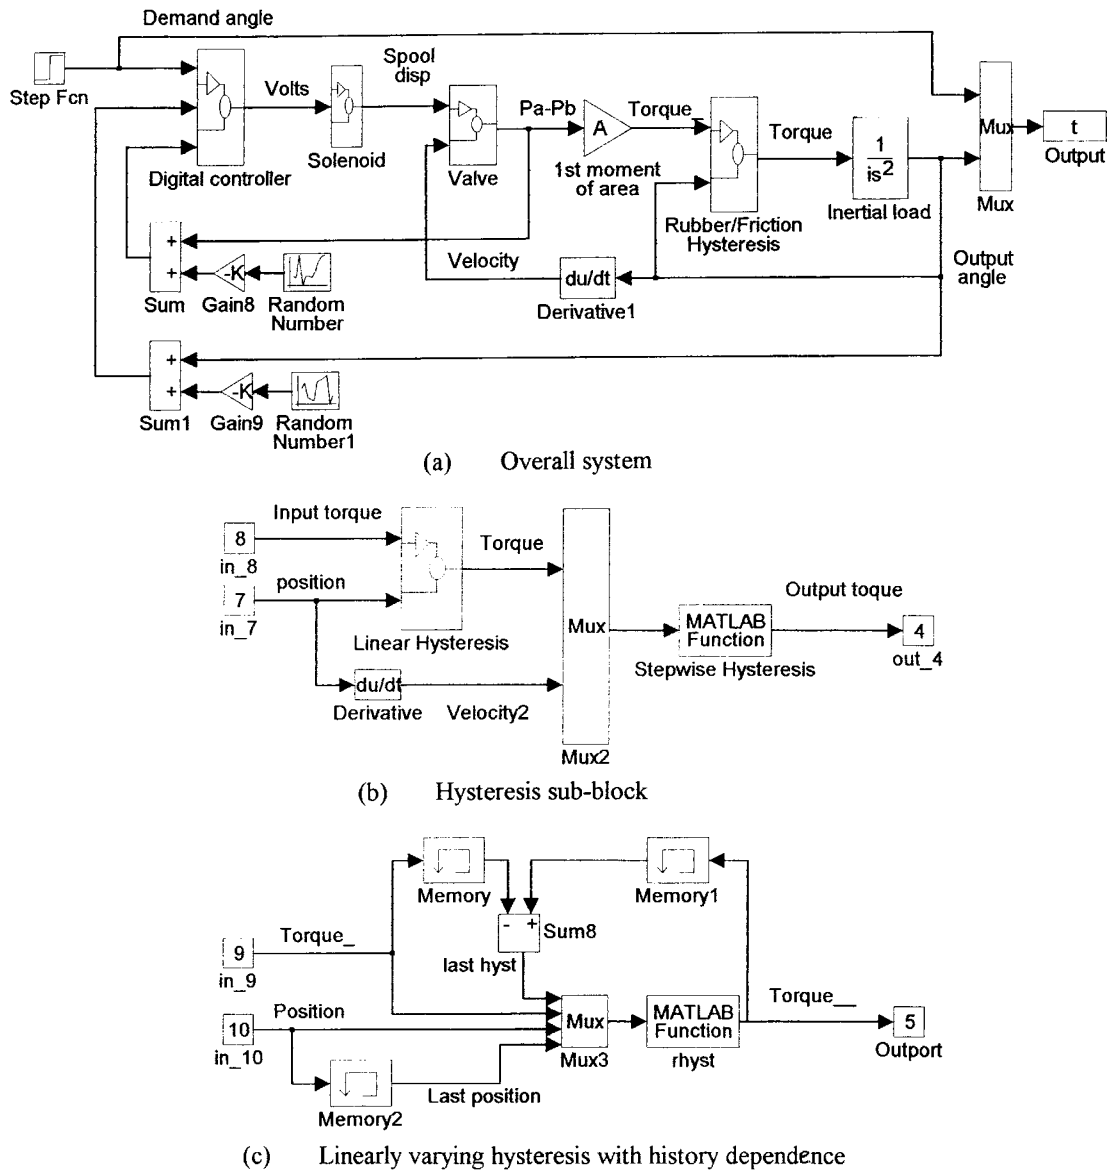 Demand angle
Step Fcn
Digital controller
Volts
Solenoid
Spool
disp
Valve
Pa-Pb
A
1st moment
of area
Torque_
Rubber/Friction
Hysteresis
Torque
1
is2
Inertial load
Mux
Mux
t
Output
Output
angle
Velocity
du/dt
Derivative1
+
+
Sum
-K
Gain8
Random
Number
+
+
Sum1
-K
Gain9
Random
Number1
(a) Overall system
8
in_8
Input torque
7
in_7
position
Linear Hysteresis
Torque
du/dt
Derivative
Velocity2
Mux
Mux2
MATLAB
Function
Stepwise Hysteresis
Output toque
4
out_4
(b) Hysteresis sub-block
Memory
Memory1
- +
Sum8
last hyst
9
in_9
Torque_
10
in_10
Position
Memory2
Last position
Mux
Mux3
MATLAB
Function
rhyst
Torque__
5
Outport
(c) Linearly varying hysteresis with history dependence